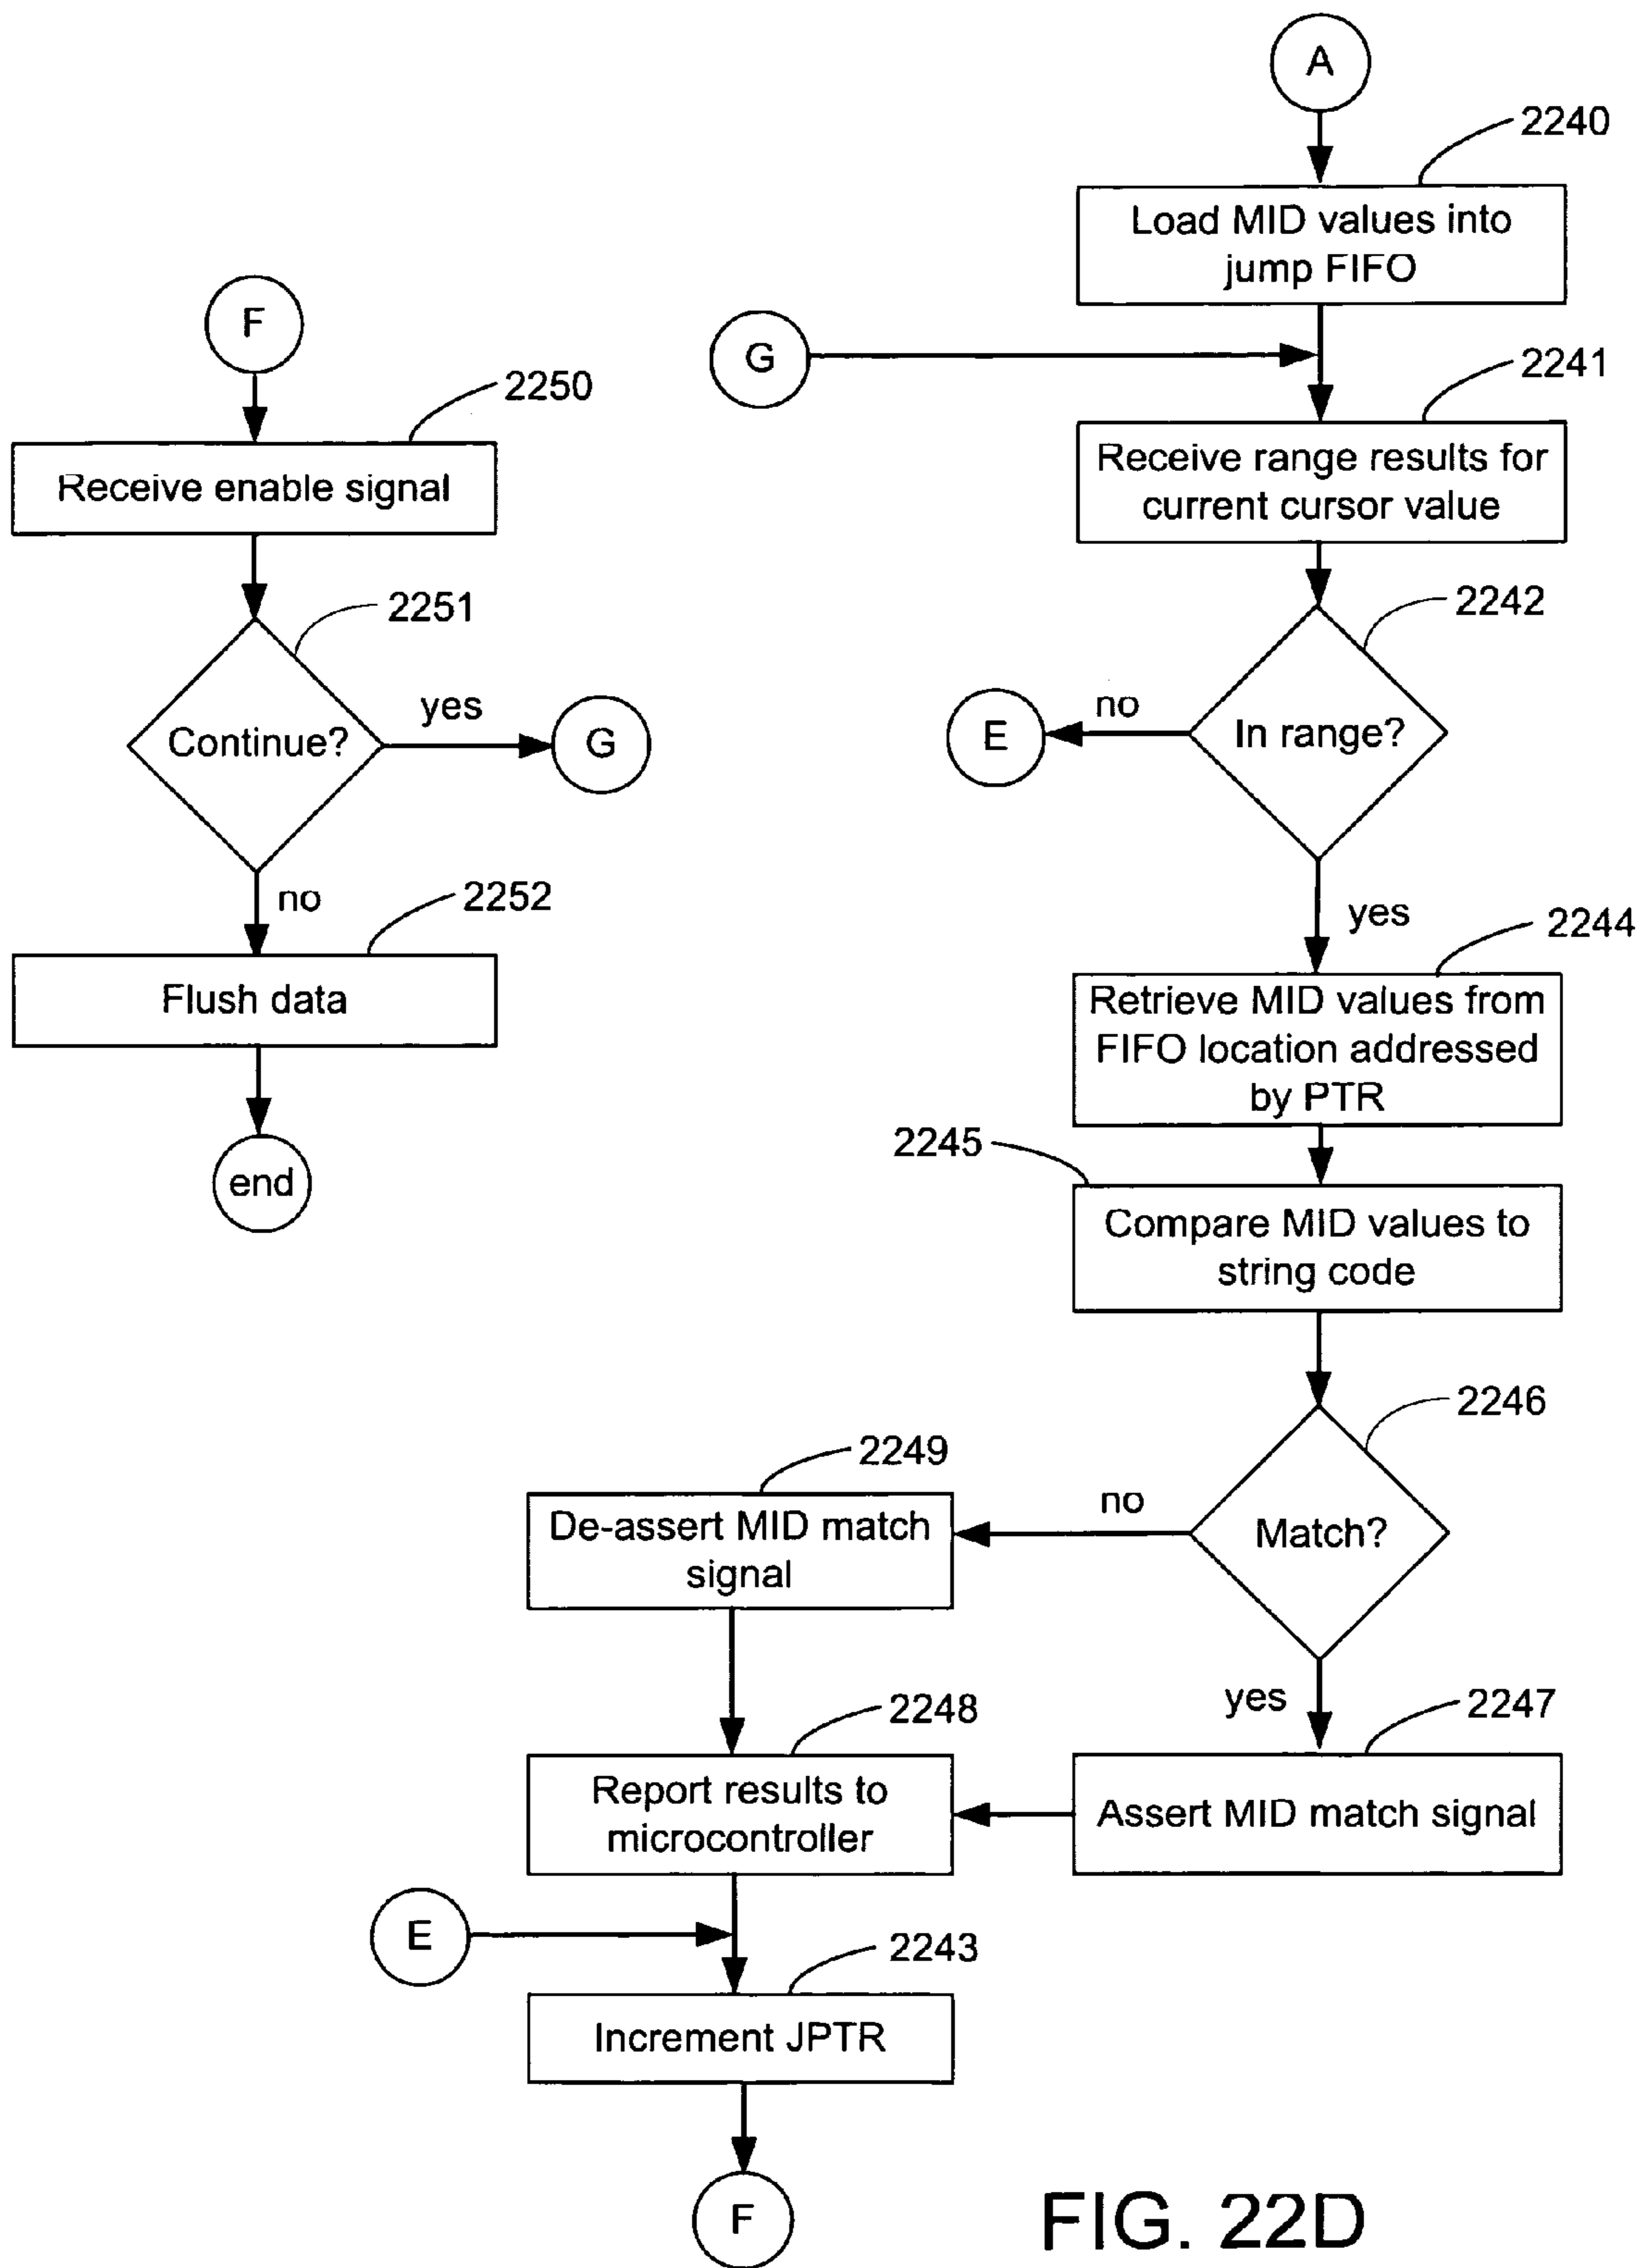 A
2240
Load MID values into
jump FIFO
G
2241
Receive range results for
current cursor value
2242
In range?
no
E
yes
2244
Retrieve MID values from
FIFO location addressed
by PTR
2245
Compare MID values to
string code
2246
Match?
no
2249
De-assert MID match
signal
yes
2247
Assert MID match signal
2248
Report results to
microcontroller
E
2243
Increment JPTR
F
F
2250
Receive enable signal
2251
Continue?
yes
G
no
2252
Flush data
end
FIG. 22D